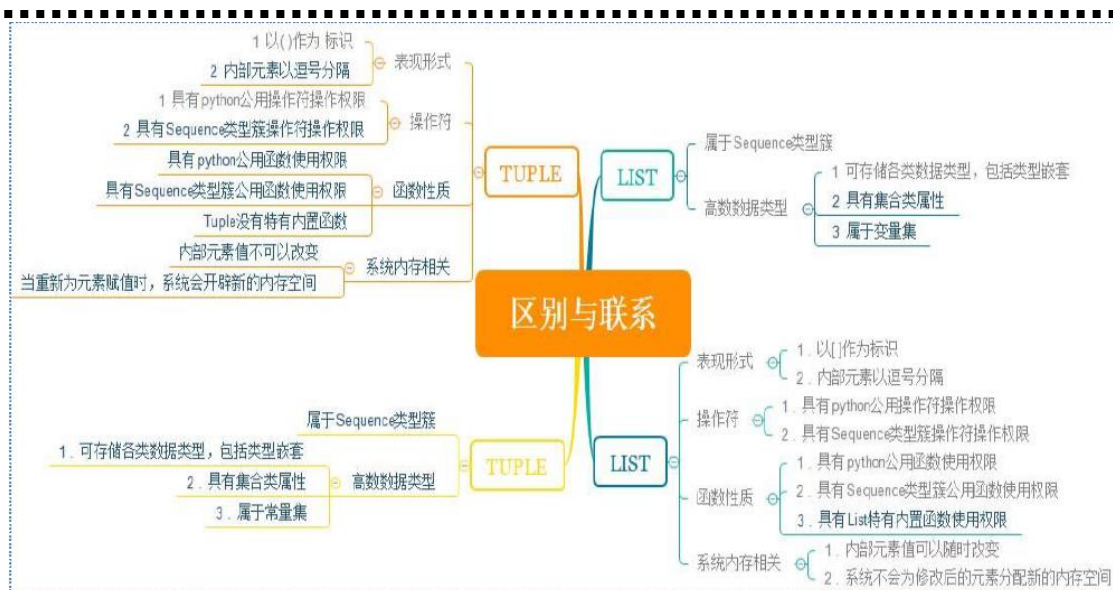 区别与联系
TUPLE
表现形式
1 以()作为 标识
2 内部元素以逗号分隔
操作符
1 具有python公用操作符操作权限
2 具有Sequence类型簇操作符操作权限
函数性质
具有python公用函数使用权限
具有Sequence类型簇公用函数使用权限
Tuple没有特有内置函数
系统内存相关
内部元素值不可以改变
当重新为元素赋值时，系统会开辟新的内存空间
LIST
属于Sequence类型簇
高数数据类型
1 可存储各类数据类型，包括类型嵌套
2 具有集合类属性
3 属于变量集
TUPLE
属于Sequence类型簇
高数数据类型
1．可存储各类数据类型，包括类型嵌套
2．具有集合类属性
3．属于常量集
LIST
表现形式
1．以[]作为标识
2．内部元素以逗号分隔
操作符
1．具有python公用操作符操作权限
2．具有Sequence类型簇操作符操作权限
函数性质
1．具有python公用函数使用权限
2．具有Sequence类型簇公用函数使用权限
3．具有List特有内置函数使用权限
系统内存相关
1．内部元素值可以随时改变
2．系统不会为修改后的元素分配新的内存空间